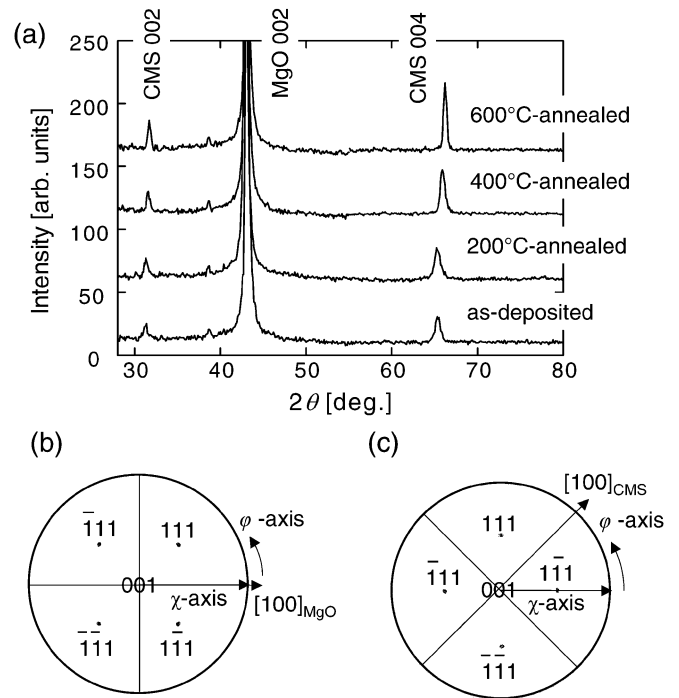 (a)
250
200
150
100
50
0
Intensity [arb. units]
CMS 002
MgO 002
CMS 004
600°C-annealed
400°C-annealed
200°C-annealed
as-deposited
30 40 50 60 70 80
2θ [deg.]
(b)
1̅11 111
φ -axis
001
χ-axis
[100]MgO
1̅1̅1 11̅1
(c)
[100]CMS
φ -axis
111
1̅11 11̅1
001
χ-axis
1̅1̅1